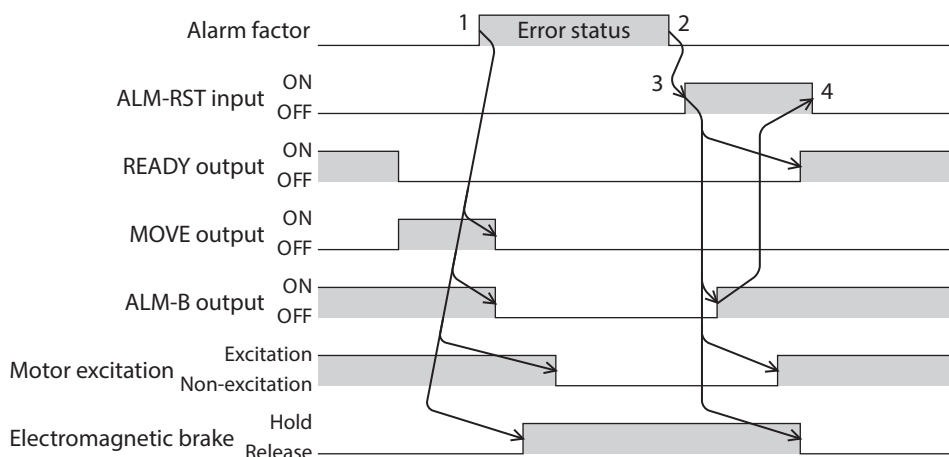 Alarm factor
1
Error status
2
ALM-RST input
ON
OFF
3
4
READY output
ON
OFF
MOVE output
ON
OFF
ALM-B output
ON
OFF
Motor excitation
Excitation
Non-excitation
Electromagnetic brake
Hold
Release